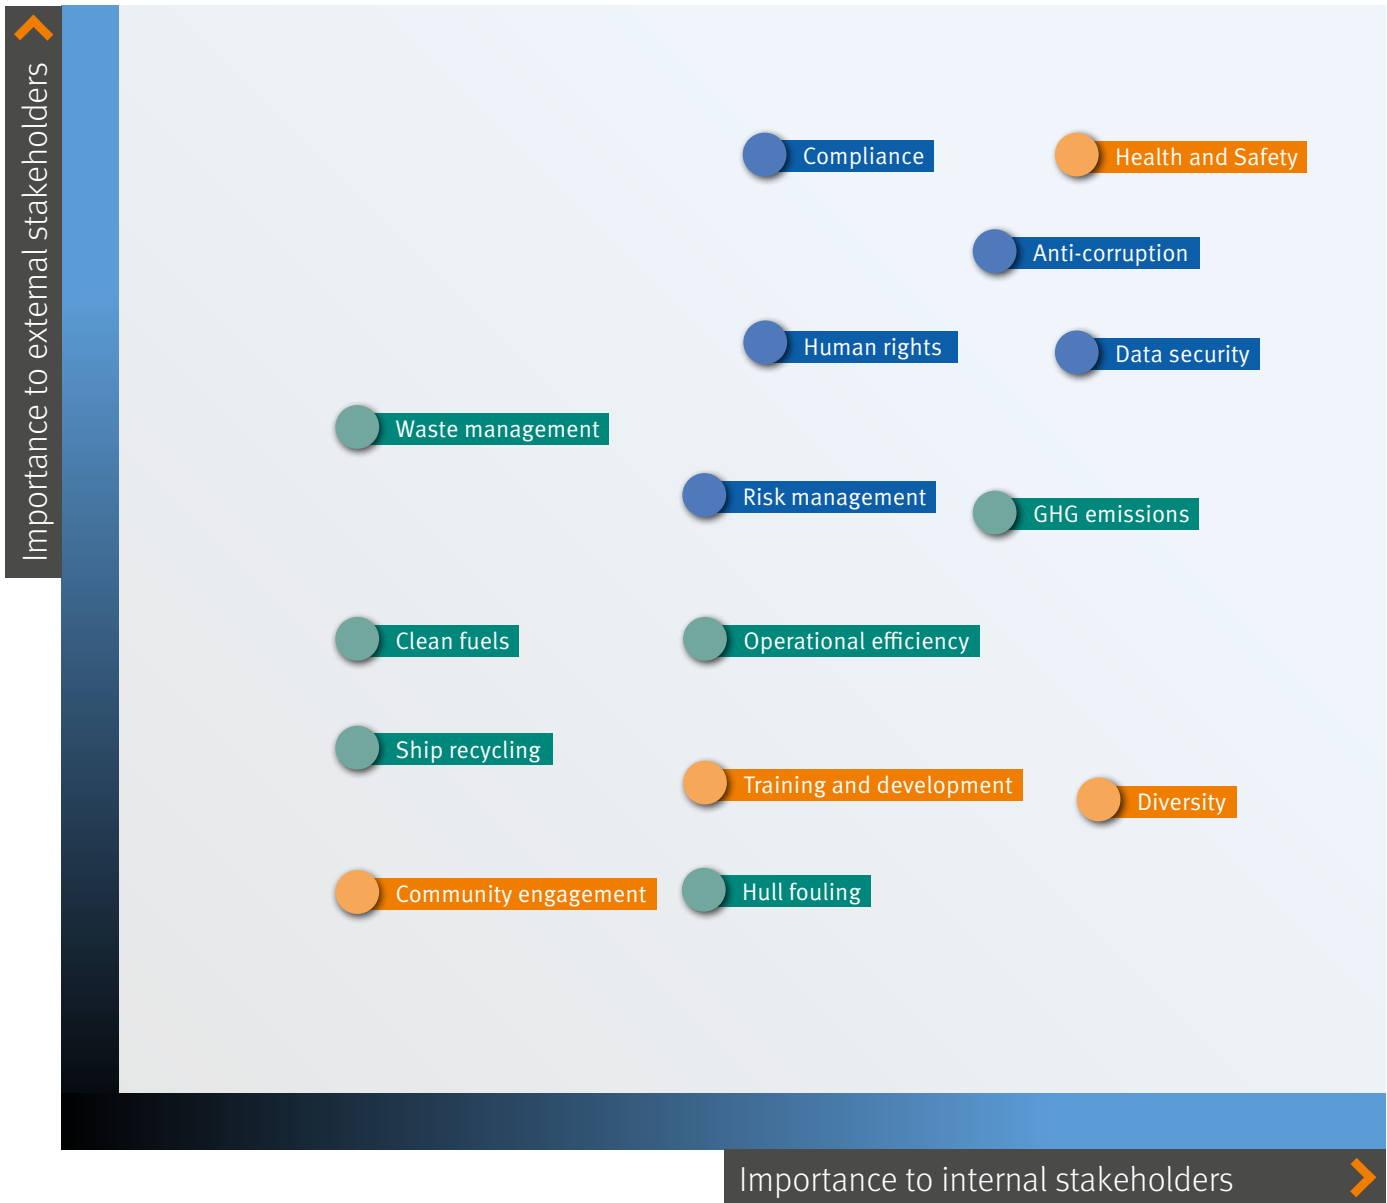 Importance to external stakeholders
Compliance
Health and Safety
Anti-corruption
Human rights
Data security
Waste management
Risk management
GHG emissions
Clean fuels
Operational efficiency
Ship recycling
Training and development
Diversity
Community engagement
Hull fouling
Importance to internal stakeholders